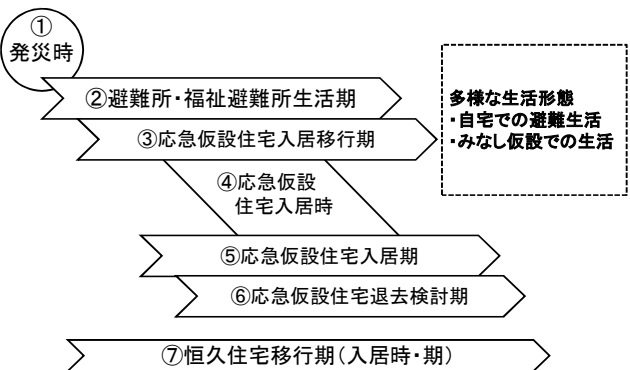 ①
発災時
②避難所・福祉避難所生活期
③応急仮設住宅入居移行期
④応急仮設
住宅入居時
⑤応急仮設住宅入居期
⑥応急仮設住宅退去検討期
⑦恒久住宅移行期(入居時・期)
多様な生活形態
・自宅での避難生活
・みなし仮設での生活